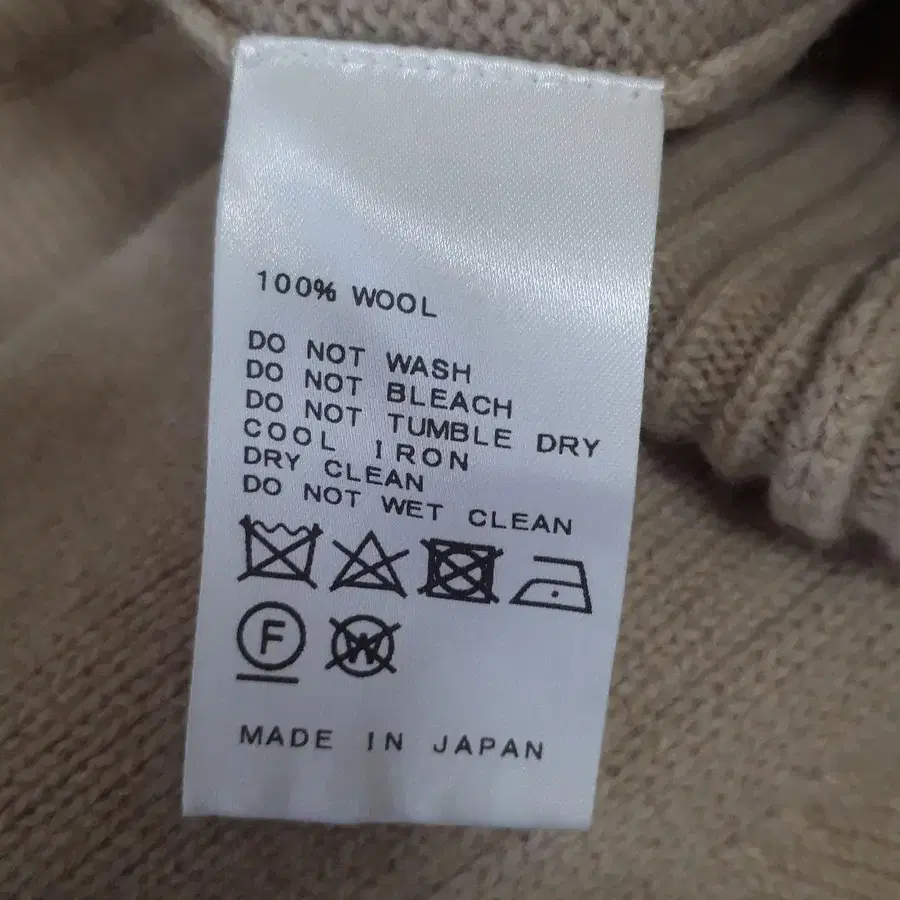 100% WOOL
DO NOT WASH
DO NOT BLEACH
DO NOT TUMBLE DRY
COOL IRON
DRY CLEAN
DO NOT WET CLEAN
F W
MADE IN JAPAN